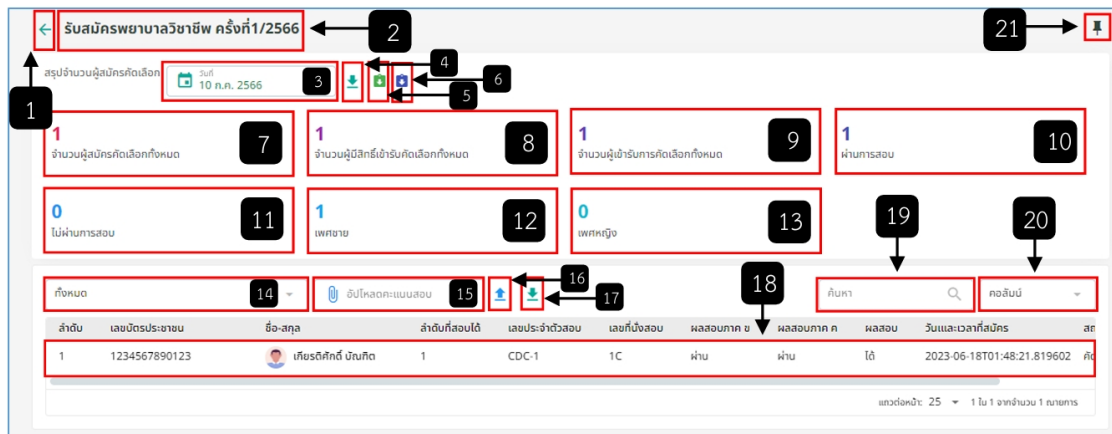 รับสมัครพยาบาลวิชาชีพ ครั้งที่1/2566
2
21
สรุปจำนวนผู้สมัครคัดเลือก
วันที่
10 ก.ค. 2566
3
4
5
6
1
1
จำนวนผู้สมัครคัดเลือกทั้งหมด
7
1
จำนวนผู้มีสิทธิ์เข้ารับคัดเลือกทั้งหมด
8
1
จำนวนผู้เข้ารับการคัดเลือกทั้งหมด
9
1
ผ่านการสอบ
10
0
ไม่ผ่านการสอบ
11
1
เพศชาย
12
0
เพศหญิง
13
19
20
ทั้งหมด
14
อัปโหลดคะแนนสอบ
15
16
17
18
ค้นหา
คอลัมน์
ลำดับ เลขบัตรประชาชน ชื่อ-สกุล ลำดับที่สอบได้ เลขประจำตัวสอบ เลขที่นั่งสอบ ผลสอบภาค ข ผลสอบภาค ค ผลสอบ วันและเวลาที่สมัคร สถ
1 1234567890123 เกียรติศักดิ์ บัณฑิต 1 CDC-1 1C ผ่าน ผ่าน ได้ 2023-06-18T01:48:21.819602 คัด
แถวต่อหน้า: 25 1 ใน 1 จากจำนวน 1 รายการ